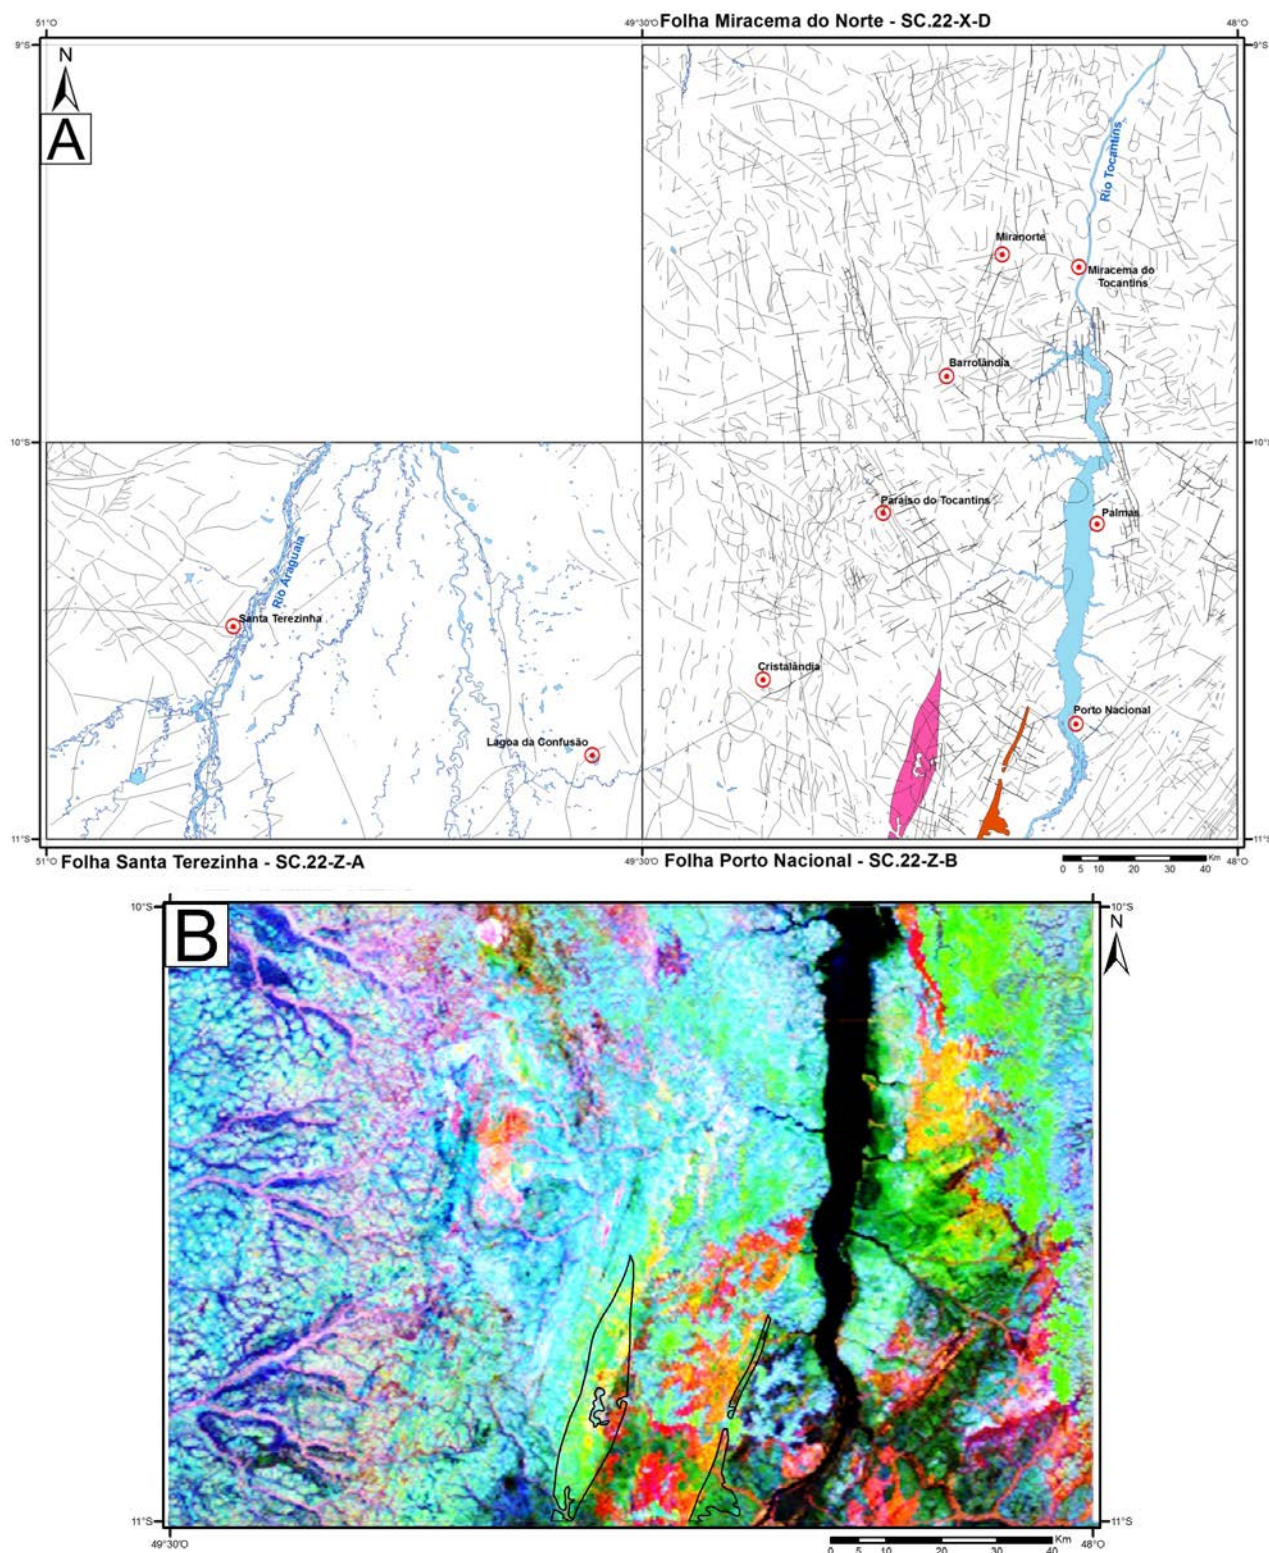 Folha Miracema do Norte - SC.22-X-D
51°O
49°30'O
48°O
9°S
9°S
N
A
Rio Tocantins
Miranorte
Miracema do
Tocantins
Barrolândia
10°S
10°S
Paraíso do Tocantins
Palmas
Rio Araguaia
Santa Terezinha
Cristalândia
Porto Nacional
Lagoa da Confusão
11°S
11°S
51°O
49°30'O
48°O
Folha Santa Terezinha - SC.22-Z-A
Folha Porto Nacional - SC.22-Z-B
Km
0 5 10 20 30 40
10°S
10°S
B
N
11°S
11°S
49°30'O
48°O
Km
0 5 10 20 30 40